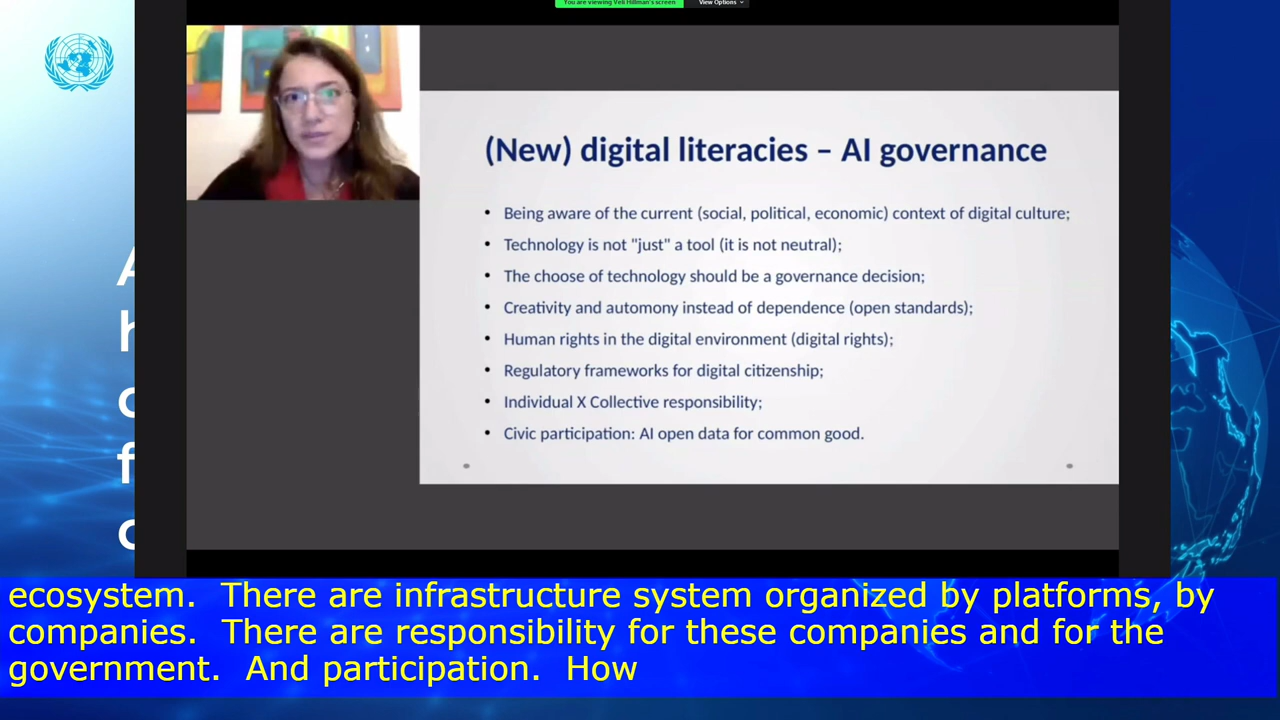 You are viewing Veli Hillman's screen View Options
(New) digital literacies – AI governance
• Being aware of the current (social, political, economic) context of digital culture;
• Technology is not "just" a tool (it is not neutral);
• The choose of technology should be a governance decision;
• Creativity and automony instead of dependence (open standards);
• Human rights in the digital environment (digital rights);
• Regulatory frameworks for digital citizenship;
• Individual X Collective responsibility;
• Civic participation: AI open data for common good.
ecosystem. There are infrastructure system organized by platforms, by
companies. There are responsibility for these companies and for the
government. And participation. How